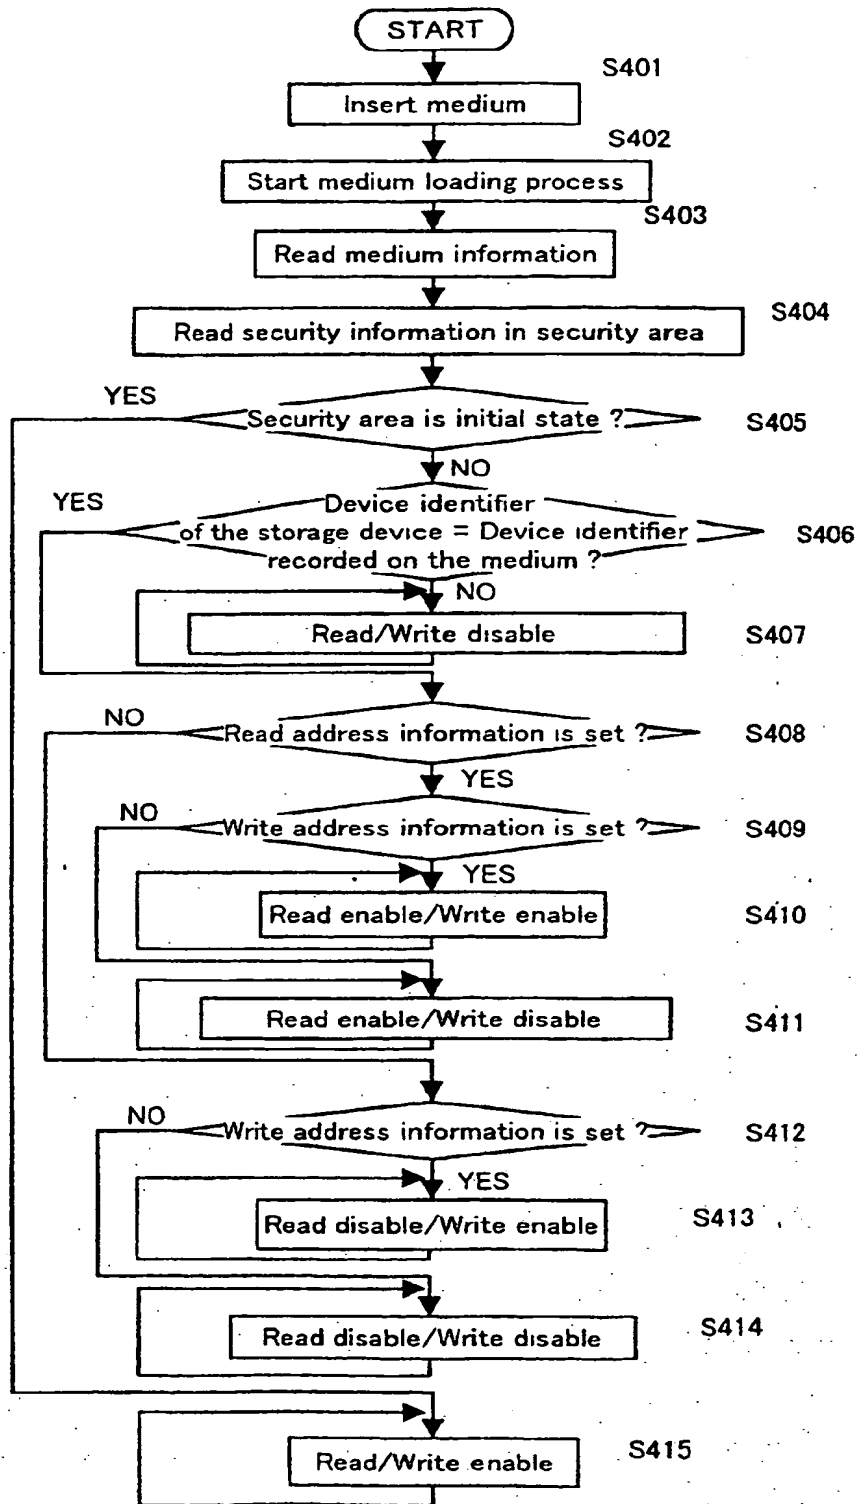 START
S401
Insert medium
S402
Start medium loading process
S403
Read medium information
S404
Read security information in security area
YES
Security area is initial state ?
S405
NO
YES
Device identifier
of the storage device = Device identifier
recorded on the medium ?
S406
NO
Read/Write disable
S407
NO
Read address information is set ?
S408
YES
NO
Write address information is set ?
S409
YES
Read enable/Write enable
S410
Read enable/Write disable
S411
NO
Write address information is set ?
S412
YES
Read disable/Write enable
S413
Read disable/Write disable
S414
Read/Write enable
S415